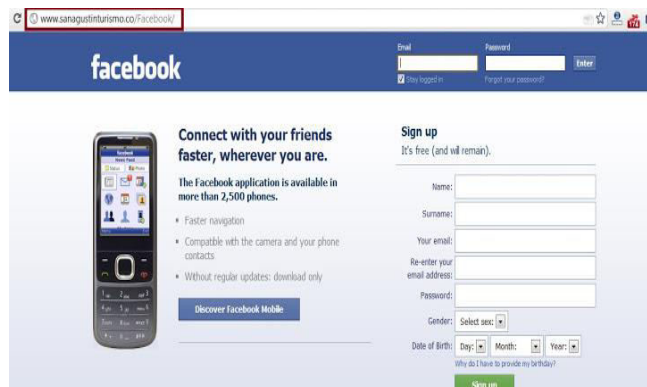 www.sanagustinturismo.co/Facebook/
facebook
Email
Password
Enter
Stay logged in
Forgot your password?
Connect with your friends
faster, wherever you are.
The Facebook application is available in
more than 2,500 phones.
Faster navigation
Compatible with the camera and your phone
contacts
Without regular updates: download only
Discover Facebook Mobile
Sign up
It's free (and will remain).
Name:
Surname:
Your email:
Re-enter your
email address:
Password:
Gender: Select sex:
Date of Birth: Day: Month: Year:
Why do I have to provide my birthday?
Sign up